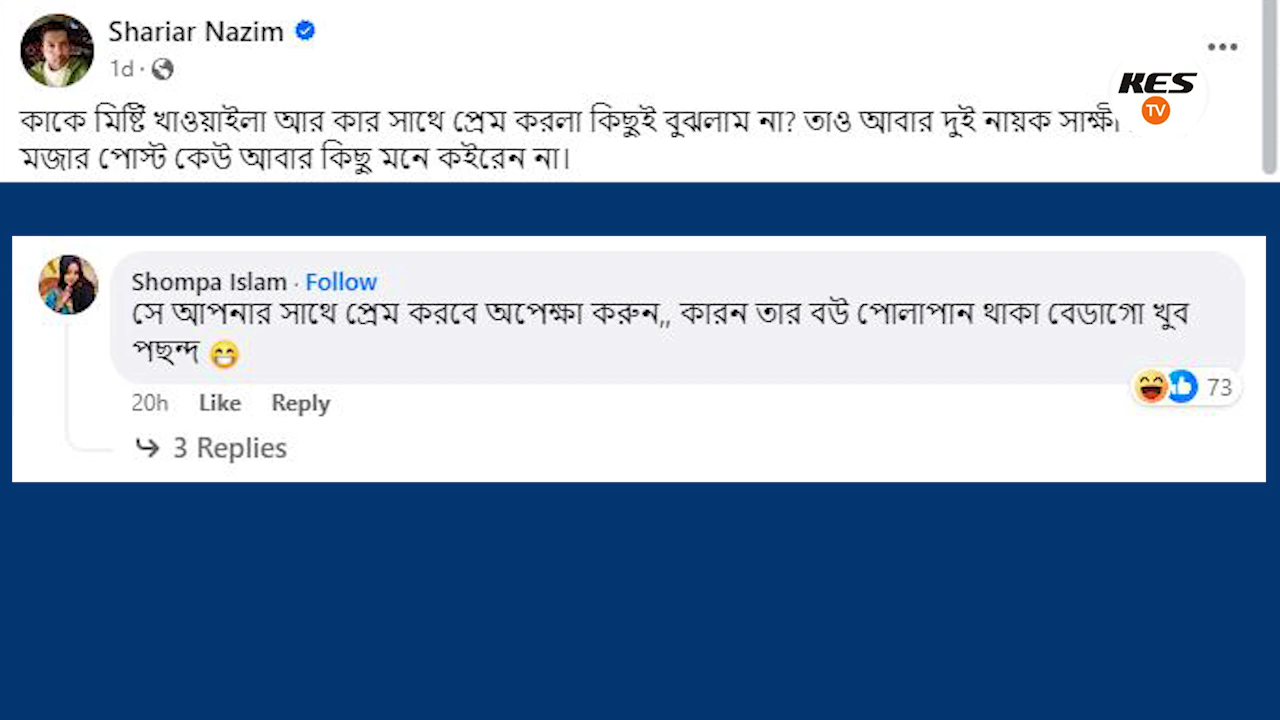 Shariar Nazim
1d ·
KES
TV
কাকে মিষ্টি খাওয়াইলা আর কার সাথে প্রেম করলা কিছুই বুঝলাম না? তাও আবার দুই নায়ক সাক্ষী
মজার পোস্ট কেউ আবার কিছু মনে কইরেন না।
Shompa Islam · Follow
সে আপনার সাথে প্রেম করবে অপেক্ষা করুন,, কারন তার বউ পোলাপান থাকা বেডাগো খুব
পছন্দ 😁
73
20h Like Reply
3 Replies